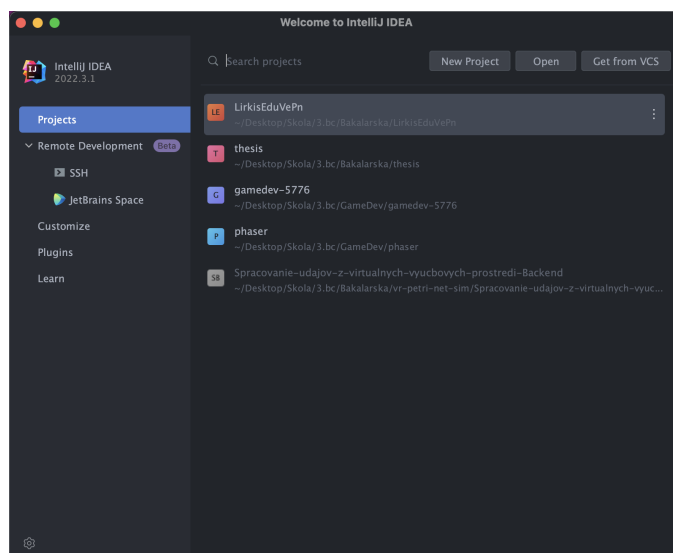 Welcome to IntelliJ IDEA
IntelliJ IDEA
2022.3.1
Search projects
New Project
Open
Get from VCS
Projects
Remote Development Beta
SSH
JetBrains Space
Customize
Plugins
Learn
LE
LirkisEduVePn
~/Desktop/Skola/3.bc/Bakalarska/LirkisEduVePn
T
thesis
~/Desktop/Skola/3.bc/Bakalarska/thesis
G
gamedev-5776
~/Desktop/Skola/3.bc/GameDev/gamedev-5776
P
phaser
~/Desktop/Skola/3.bc/GameDev/phaser
SB
Spracovanie-udajov-z-virtualnych-vyucbovych-prostredi-Backend
~/Desktop/Skola/3.bc/Bakalarska/vr-petri-net-sim/Spracovanie-udajov-z-virtualnych-vyuc...